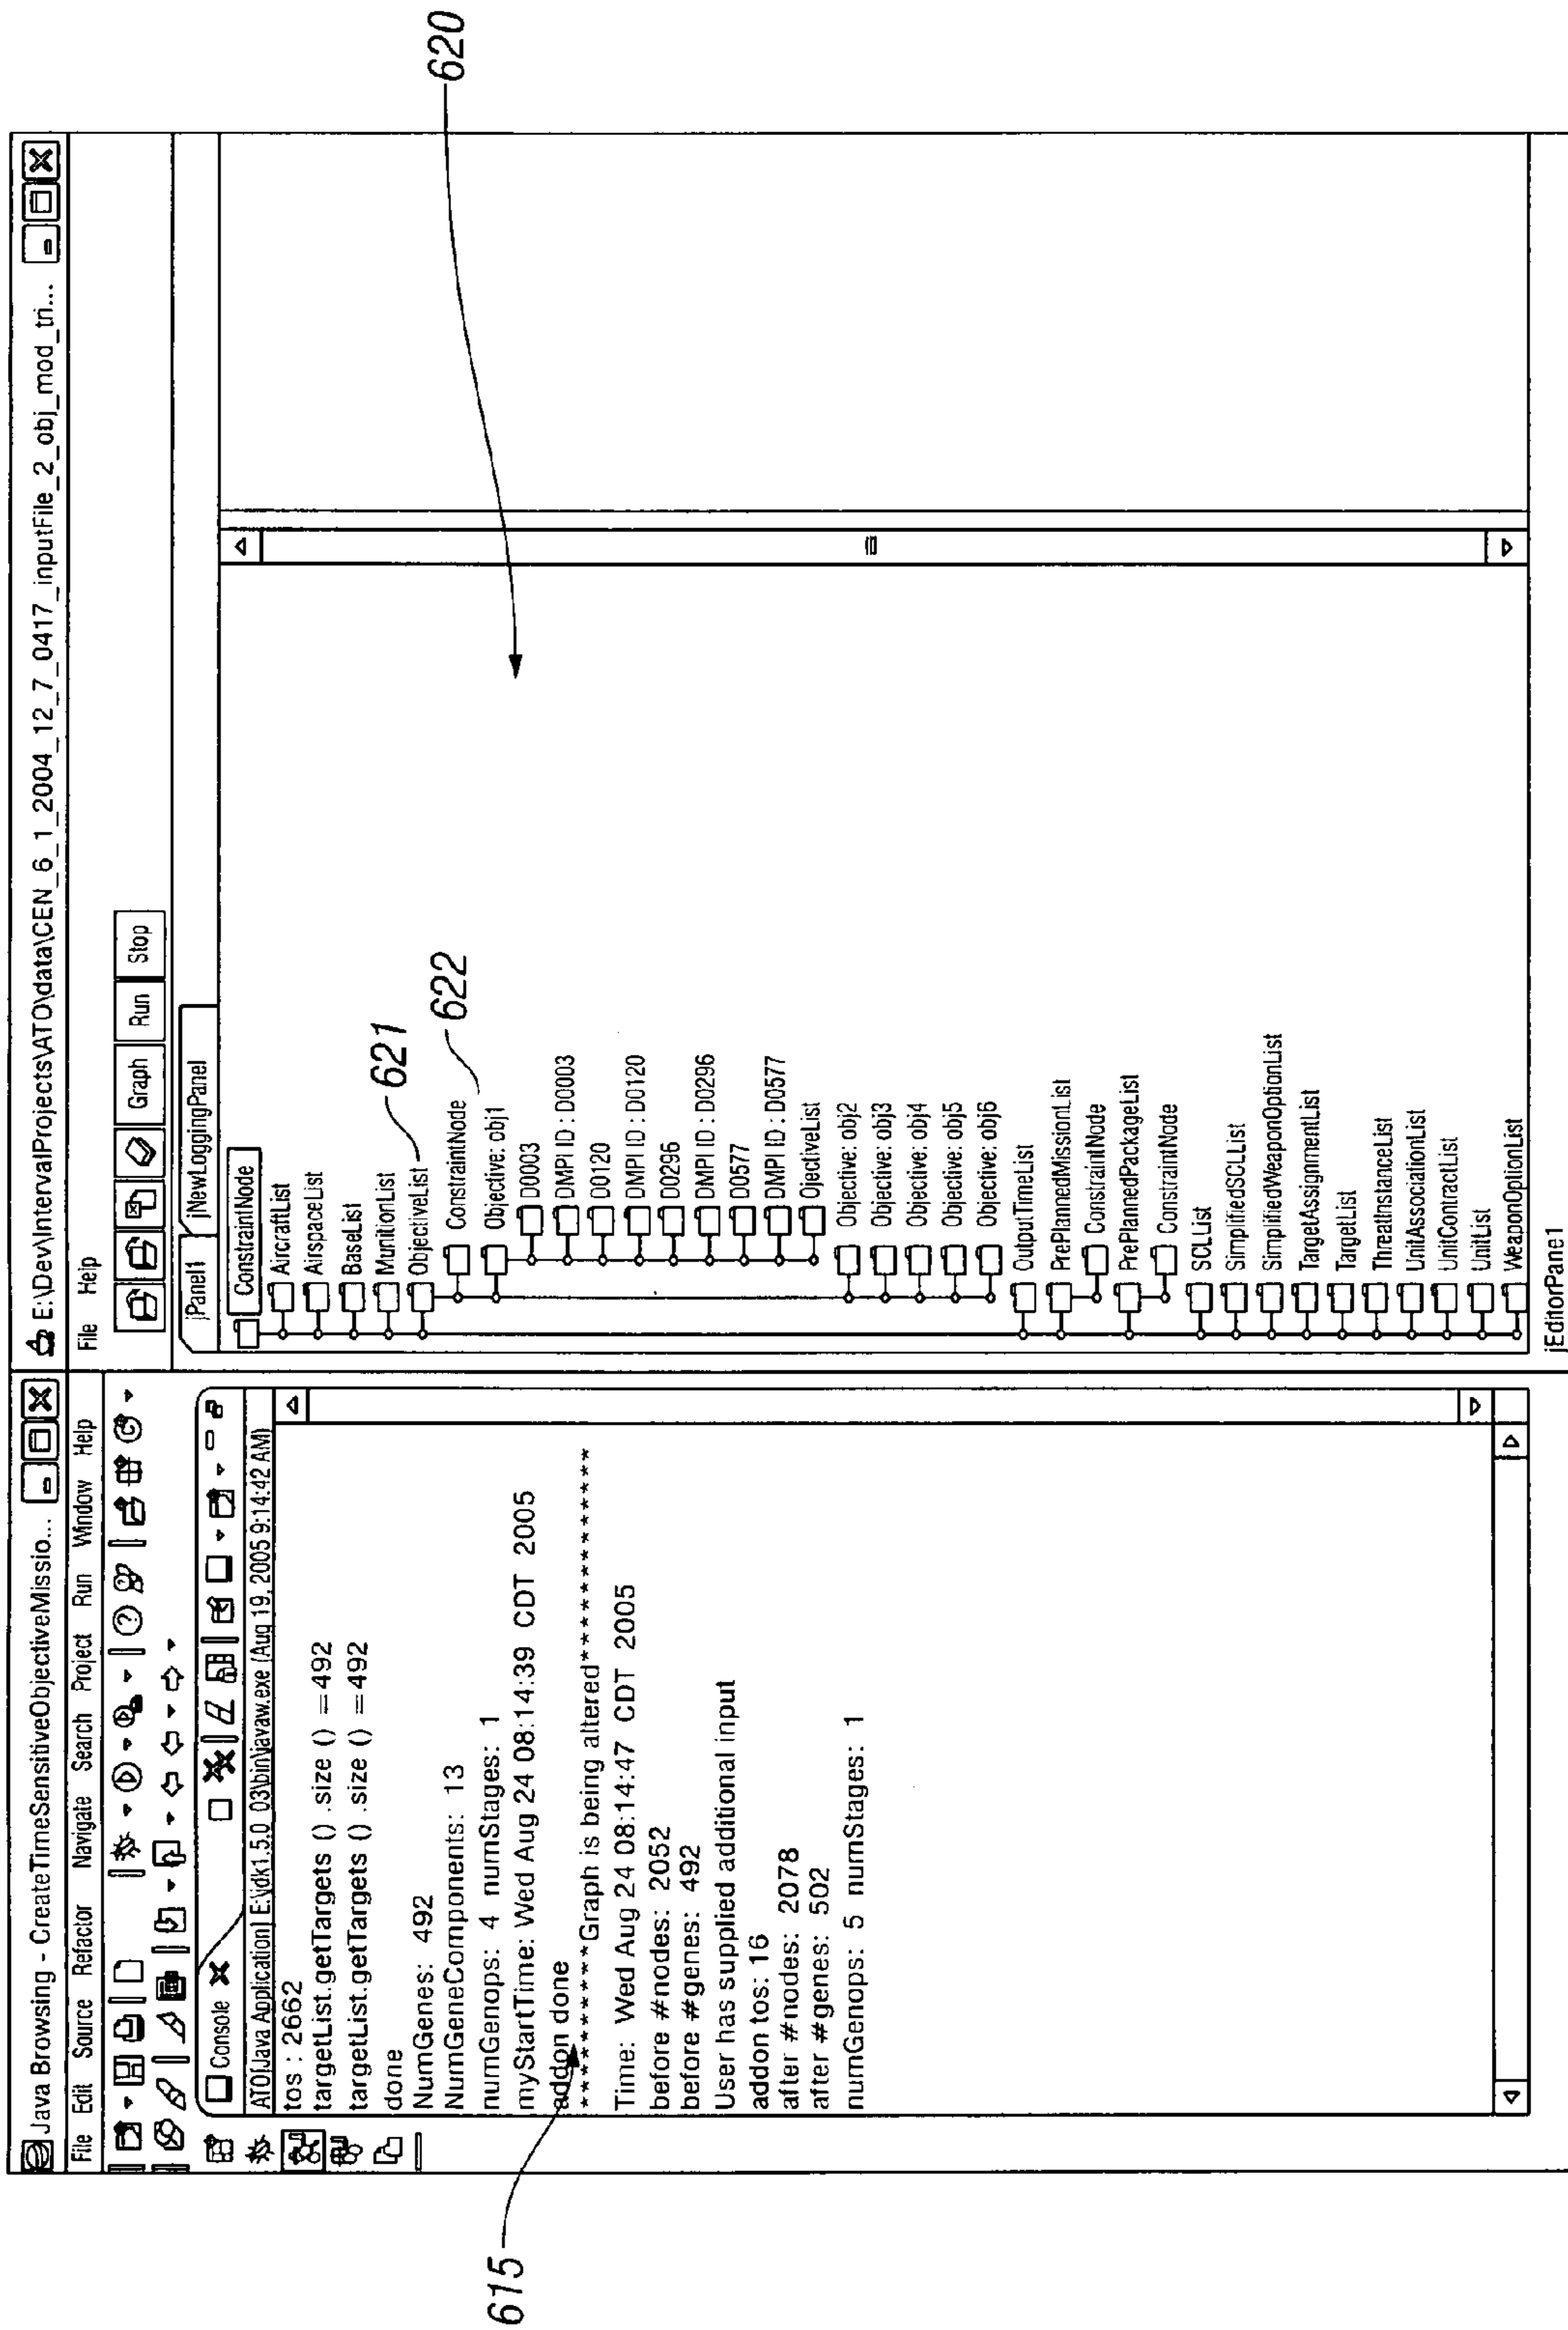 Java Browsing - CreateTimeSensitiveObjectiveMissio...
File Edit Source Refactor Navigate Search Project Run Window Help
Console
ATO[Java Application] E:\jdk1.5.0_03\bin\javaw.exe (Aug 19, 2005 9:14:42 AM)
tos : 2662
targetList.getTargets () .size () =492
targetList.getTargets () .size () =492
done
NumGenes: 492
NumGeneComponents: 13
numGenops: 4 numStages: 1
myStartTime: Wed Aug 24 08:14:39 CDT 2005
addon done
***********Graph is being altered**********************
Time: Wed Aug 24 08:14:47 CDT 2005
before #nodes: 2052
before #genes: 492
User has supplied additional input
addon tos: 16
after #nodes: 2078
after #genes: 502
numGenops: 5 numStages: 1
615
E:\Dev\IntervalProjects\ATO\data\CEN_6_1_2004_12_7_0417_inputFile_2_obj_mod_tri...
File Help
Graph Run Stop
jPanel1 jNewLoggingPanel
ConstraintNode
AircraftList
AirspaceList
BaseList
MunitionList
ObjectiveList
621
ConstraintNode
Objective: obj1
622
D0003
DMPI ID : D0003
D0120
DMPI ID : D0120
D0296
DMPI ID : D0296
D0577
DMPI ID : D0577
OjectiveList
Objective: obj2
Objective: obj3
Objective: obj4
Objective: obj5
Objective: obj6
OutputTimeList
PrePlannedMissionList
ConstraintNode
PrePlannedPackageList
ConstraintNode
SCLList
SimplifiedSCLList
SimplifiedWeaponOptionList
TargetAssignmentList
TargetList
ThreatInstanceList
UnitAssociationList
UnitContractList
UnitList
WeaponOptionList
jEditorPane1
620